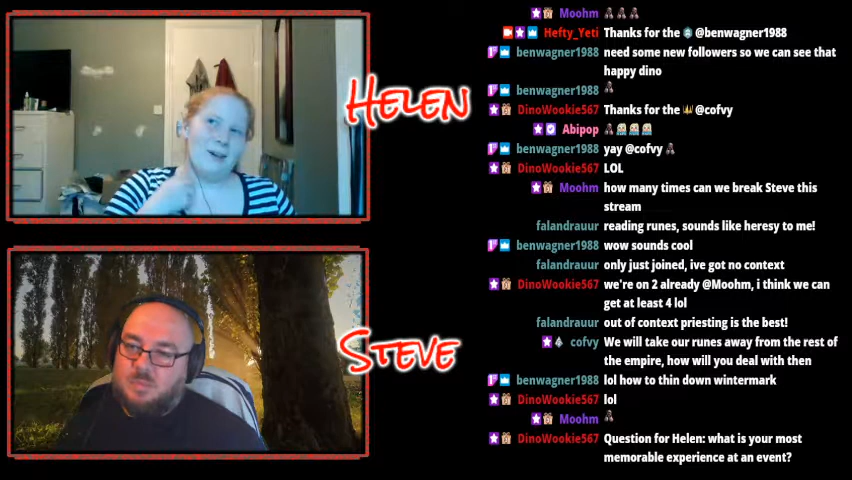 HELEN
STEVE
Moohm
Hefty_Yeti Thanks for the @benwagner1988
benwagner1988 need some new followers so we can see that
happy dino
benwagner1988
DinoWookie567 Thanks for the @cofvy
Abipop
benwagner1988 yay @cofvy
DinoWookie567 LOL
Moohm how many times can we break Steve this
stream
falandrauur reading runes, sounds like heresy to me!
benwagner1988 wow sounds cool
falandrauur only just joined, ive got no context
DinoWookie567 we're on 2 already @Moohm, i think we can
get at least 4 lol
falandrauur out of context priesting is the best!
cofvy We will take our runes away from the rest of
the empire, how will you deal with then
benwagner1988 lol how to thin down wintermark
DinoWookie567 lol
Moohm
DinoWookie567 Question for Helen: what is your most
memorable experience at an event?